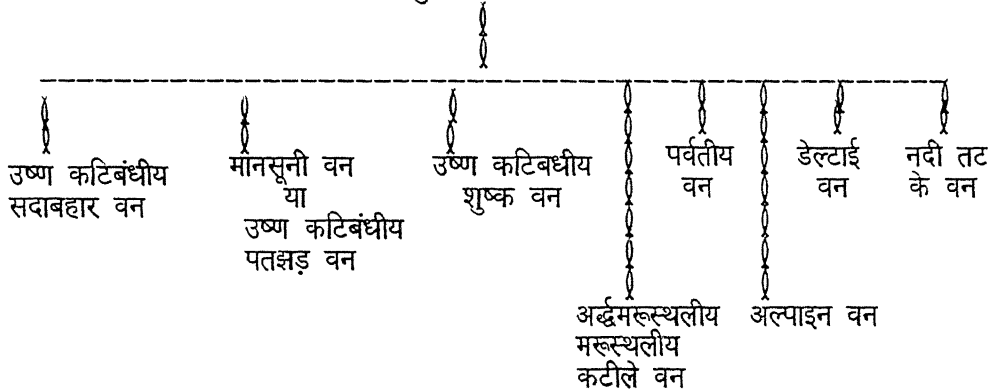 उष्ण कटिबंधीय
सदाबहार वन
मानसूनी वन
या
उष्ण कटिबंधीय
पतझड़ वन
उष्ण कटिबधीय
शुष्क वन
पर्वतीय
वन
डेल्टाई
वन
नदी तट
के वन
अर्द्धमरूस्थलीय
मरूस्थलीय
कटीले वन
अल्पाइन वन